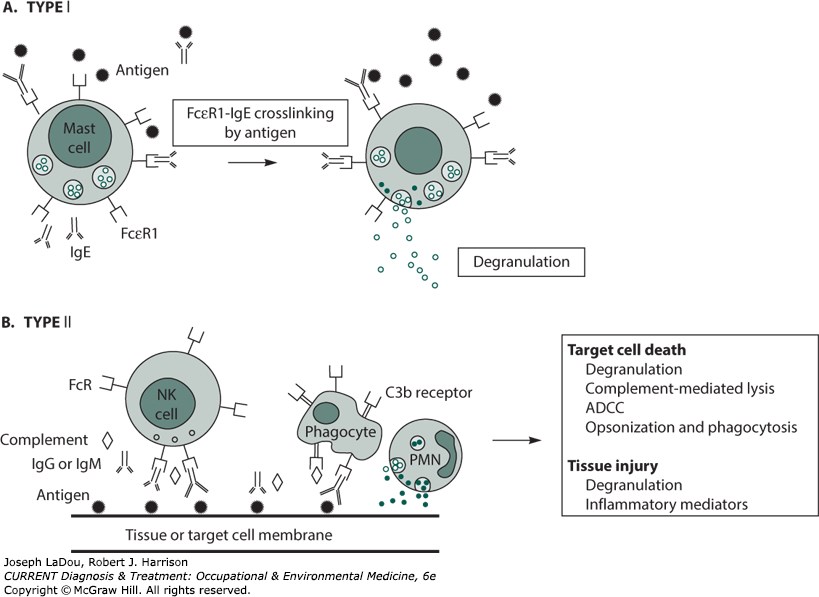 A. TYPE I
Antigen
Mast
cell
FcεR1-IgE crosslinking
by antigen
FcεR1
IgE
Degranulation
B. TYPE II
FcR
NK
cell
C3b receptor
Phagocyte
Complement
IgG or IgM
PMN
Antigen
Tissue or target cell membrane
Target cell death
Degranulation
Complement-mediated lysis
ADCC
Opsonization and phagocytosis
Tissue injury
Degranulation
Inflammatory mediators
Joseph LaDou, Robert J. Harrison
CURRENT Diagnosis & Treatment: Occupational & Environmental Medicine, 6e
Copyright © McGraw Hill. All rights reserved.